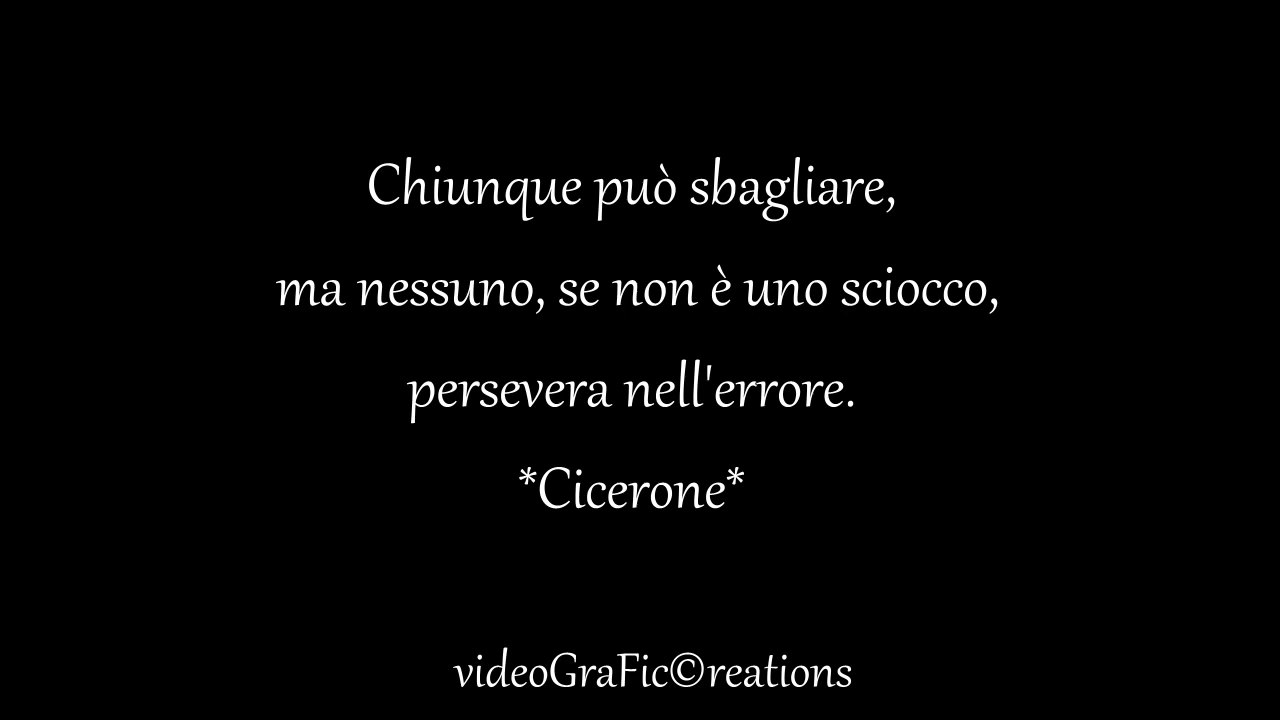 Chiunque può sbagliare,
ma nessuno, se non è uno sciocco,
persevera nell'errore.
*Cicerone*
videoGraFic©reations